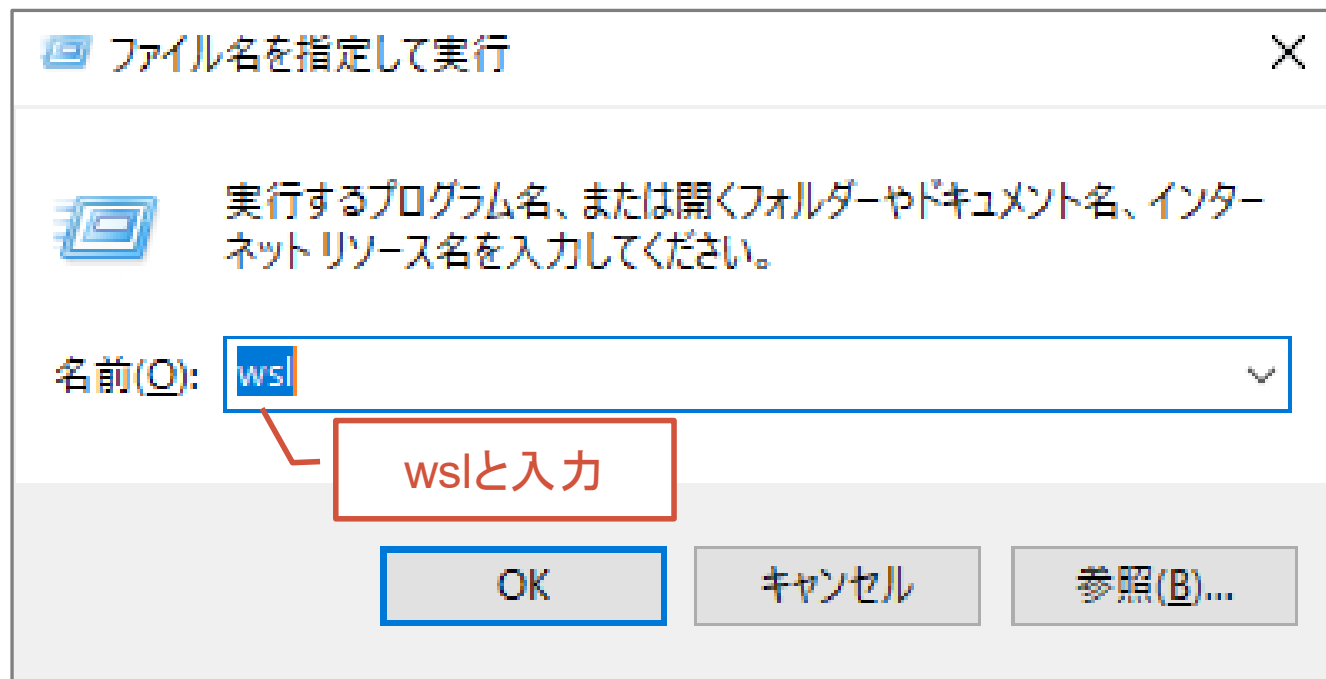 ファイル名を指定して実行
実行するプログラム名、または開くフォルダーやドキュメント名、インター
ネット リソース名を入力してください。
名前(O): wsl
wslと入力
OK キャンセル 参照(B)...